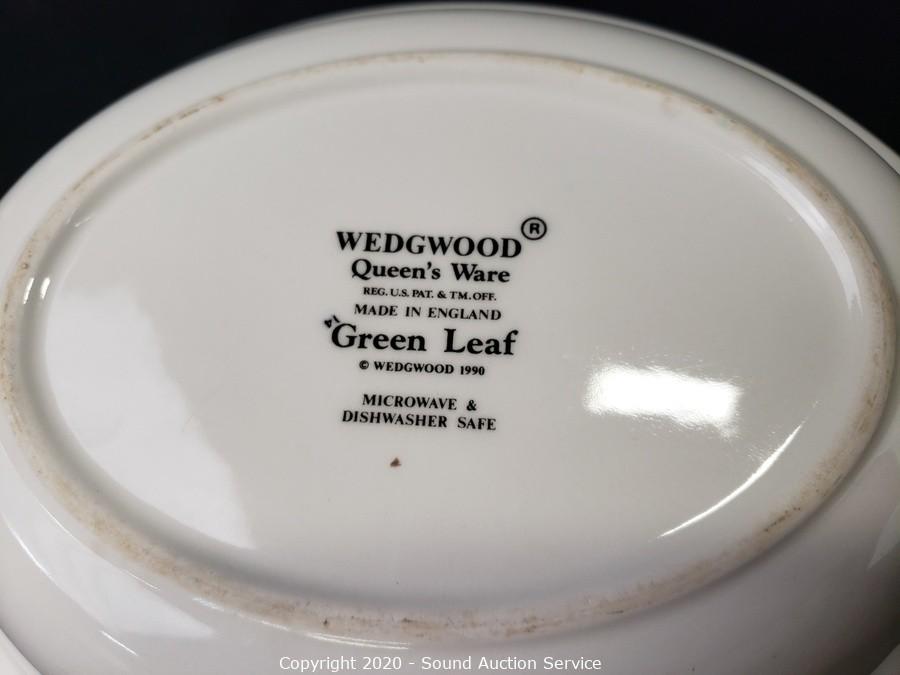 WEDGWOOD®
Queen's Ware
REG. U.S. PAT. & TM. OFF.
MADE IN ENGLAND
Green Leaf
© WEDGWOOD 1990
MICROWAVE &
DISHWASHER SAFE
Copyright 2020 - Sound Auction Service